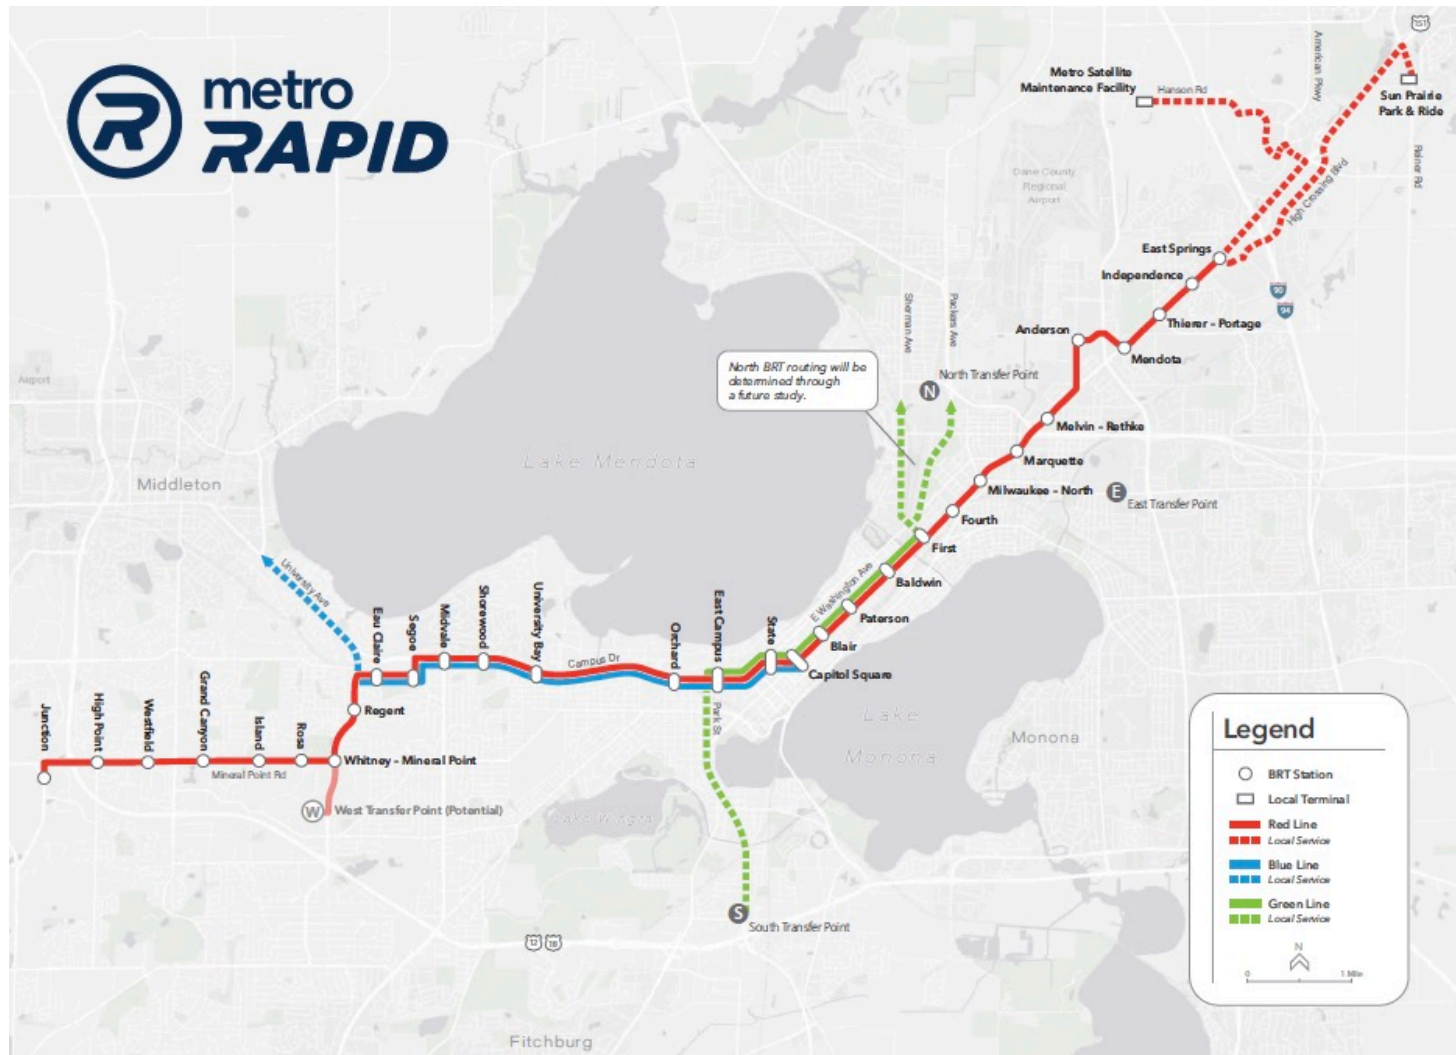 metro
RAPID
151
American Pkwy
Metro Satellite
Maintenance Facility
Hanson Rd
Sun Prairie
Park & Ride
Reiner Rd
High Crossing Blvd
Dane County
Regional
Airport
East Springs
Independence
90
94
Thierer - Portage
Anderson
Mendota
Sherman Ave
Packers Ave
North BRT routing will be
determined through
a future study.
N
North Transfer Point
Airport
Melvin - Rethke
Marquette
Lake Mendota
Middleton
Milwaukee - North
E
East Transfer Point
Fourth
First
University Ave
Baldwin
E Washington Ave
Paterson
Blair
Capitol Square
State
East Campus
Orchard
Campus Dr
University Bay
Shorewood
Midvale
Segoe
Eau Claire
Park St
Regent
Junction
High Point
Westfield
Grand Canyon
Island
Rosa
Whitney - Mineral Point
Mineral Point Rd
W
West Transfer Point (Potential)
Lake
Monona
Monona
Lake Wingra
S
South Transfer Point
12
18
Fitchburg
Legend
BRT Station
Local Terminal
Red Line
Local Service
Blue Line
Local Service
Green Line
Local Service
N
0
1 Mile